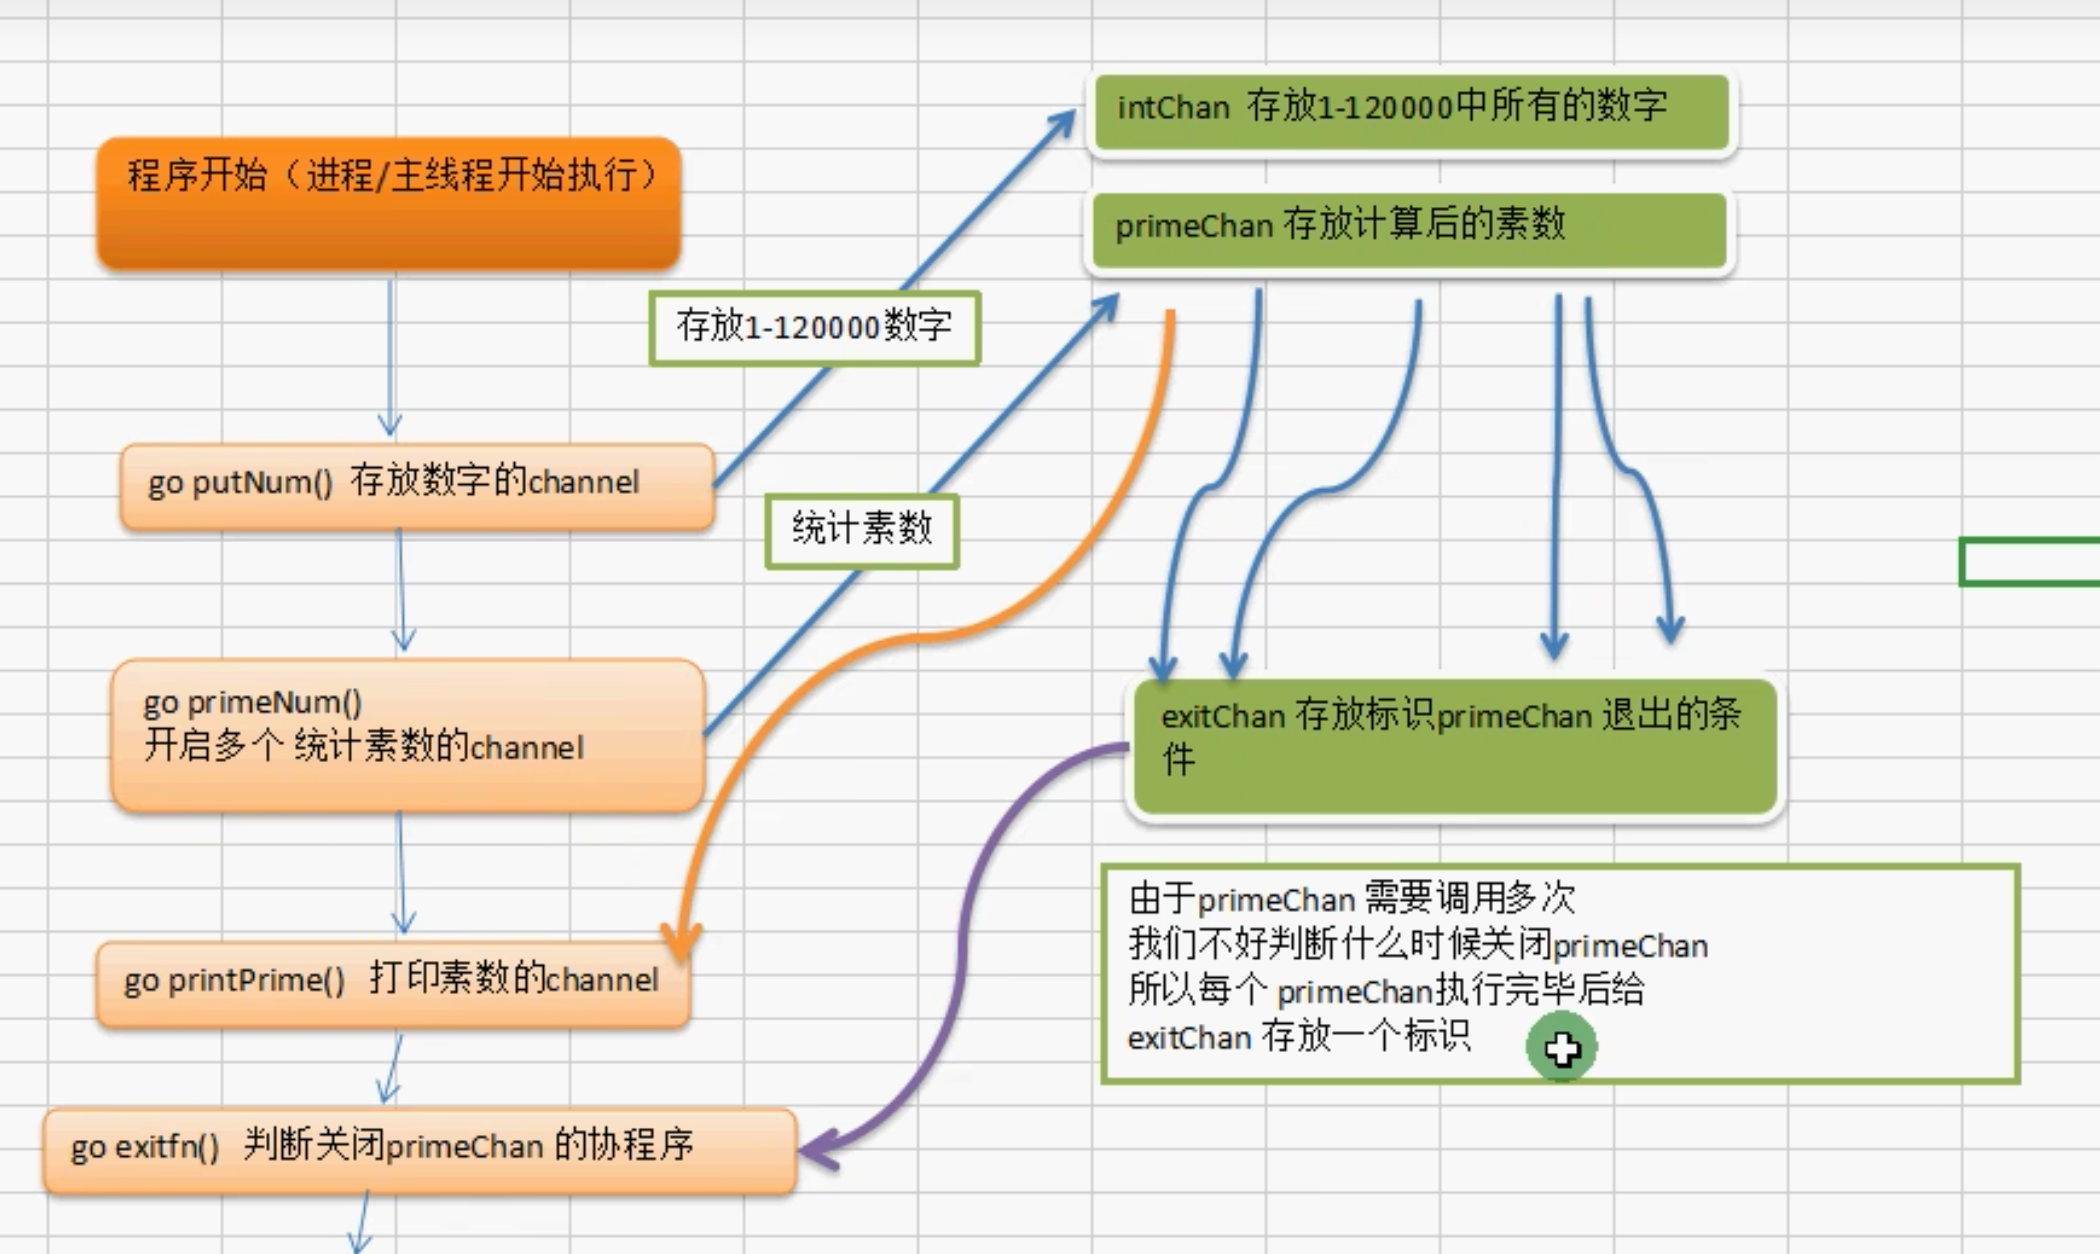 intChan 存放1-120000中所有的数字
程序开始（进程/主线程开始执行）
primeChan 存放计算后的素数
存放1-120000数字
go putNum() 存放数字的channel
统计素数
go primeNum()
开启多个 统计素数的channel
exitChan 存放标识primeChan 退出的条
件
由于primeChan 需要调用多次
我们不好判断什么时候关闭primeChan
所以每个 primeChan执行完毕后给
exitChan 存放一个标识
go printPrime() 打印素数的channel
go exitfn() 判断关闭primeChan 的协程序